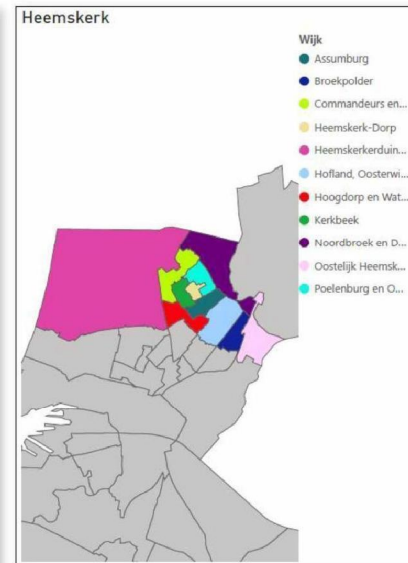 Heemskerk
Wijk
Assumburg
Broekpolder
Commandeurs en...
Heemskerk-Dorp
Heemskerkerduin...
Hofland, Oosterwi...
Hoogdorp en Wat...
Kerkbeek
Noordbroek en D...
Oostelijk Heemsk...
Poelenburg en O...